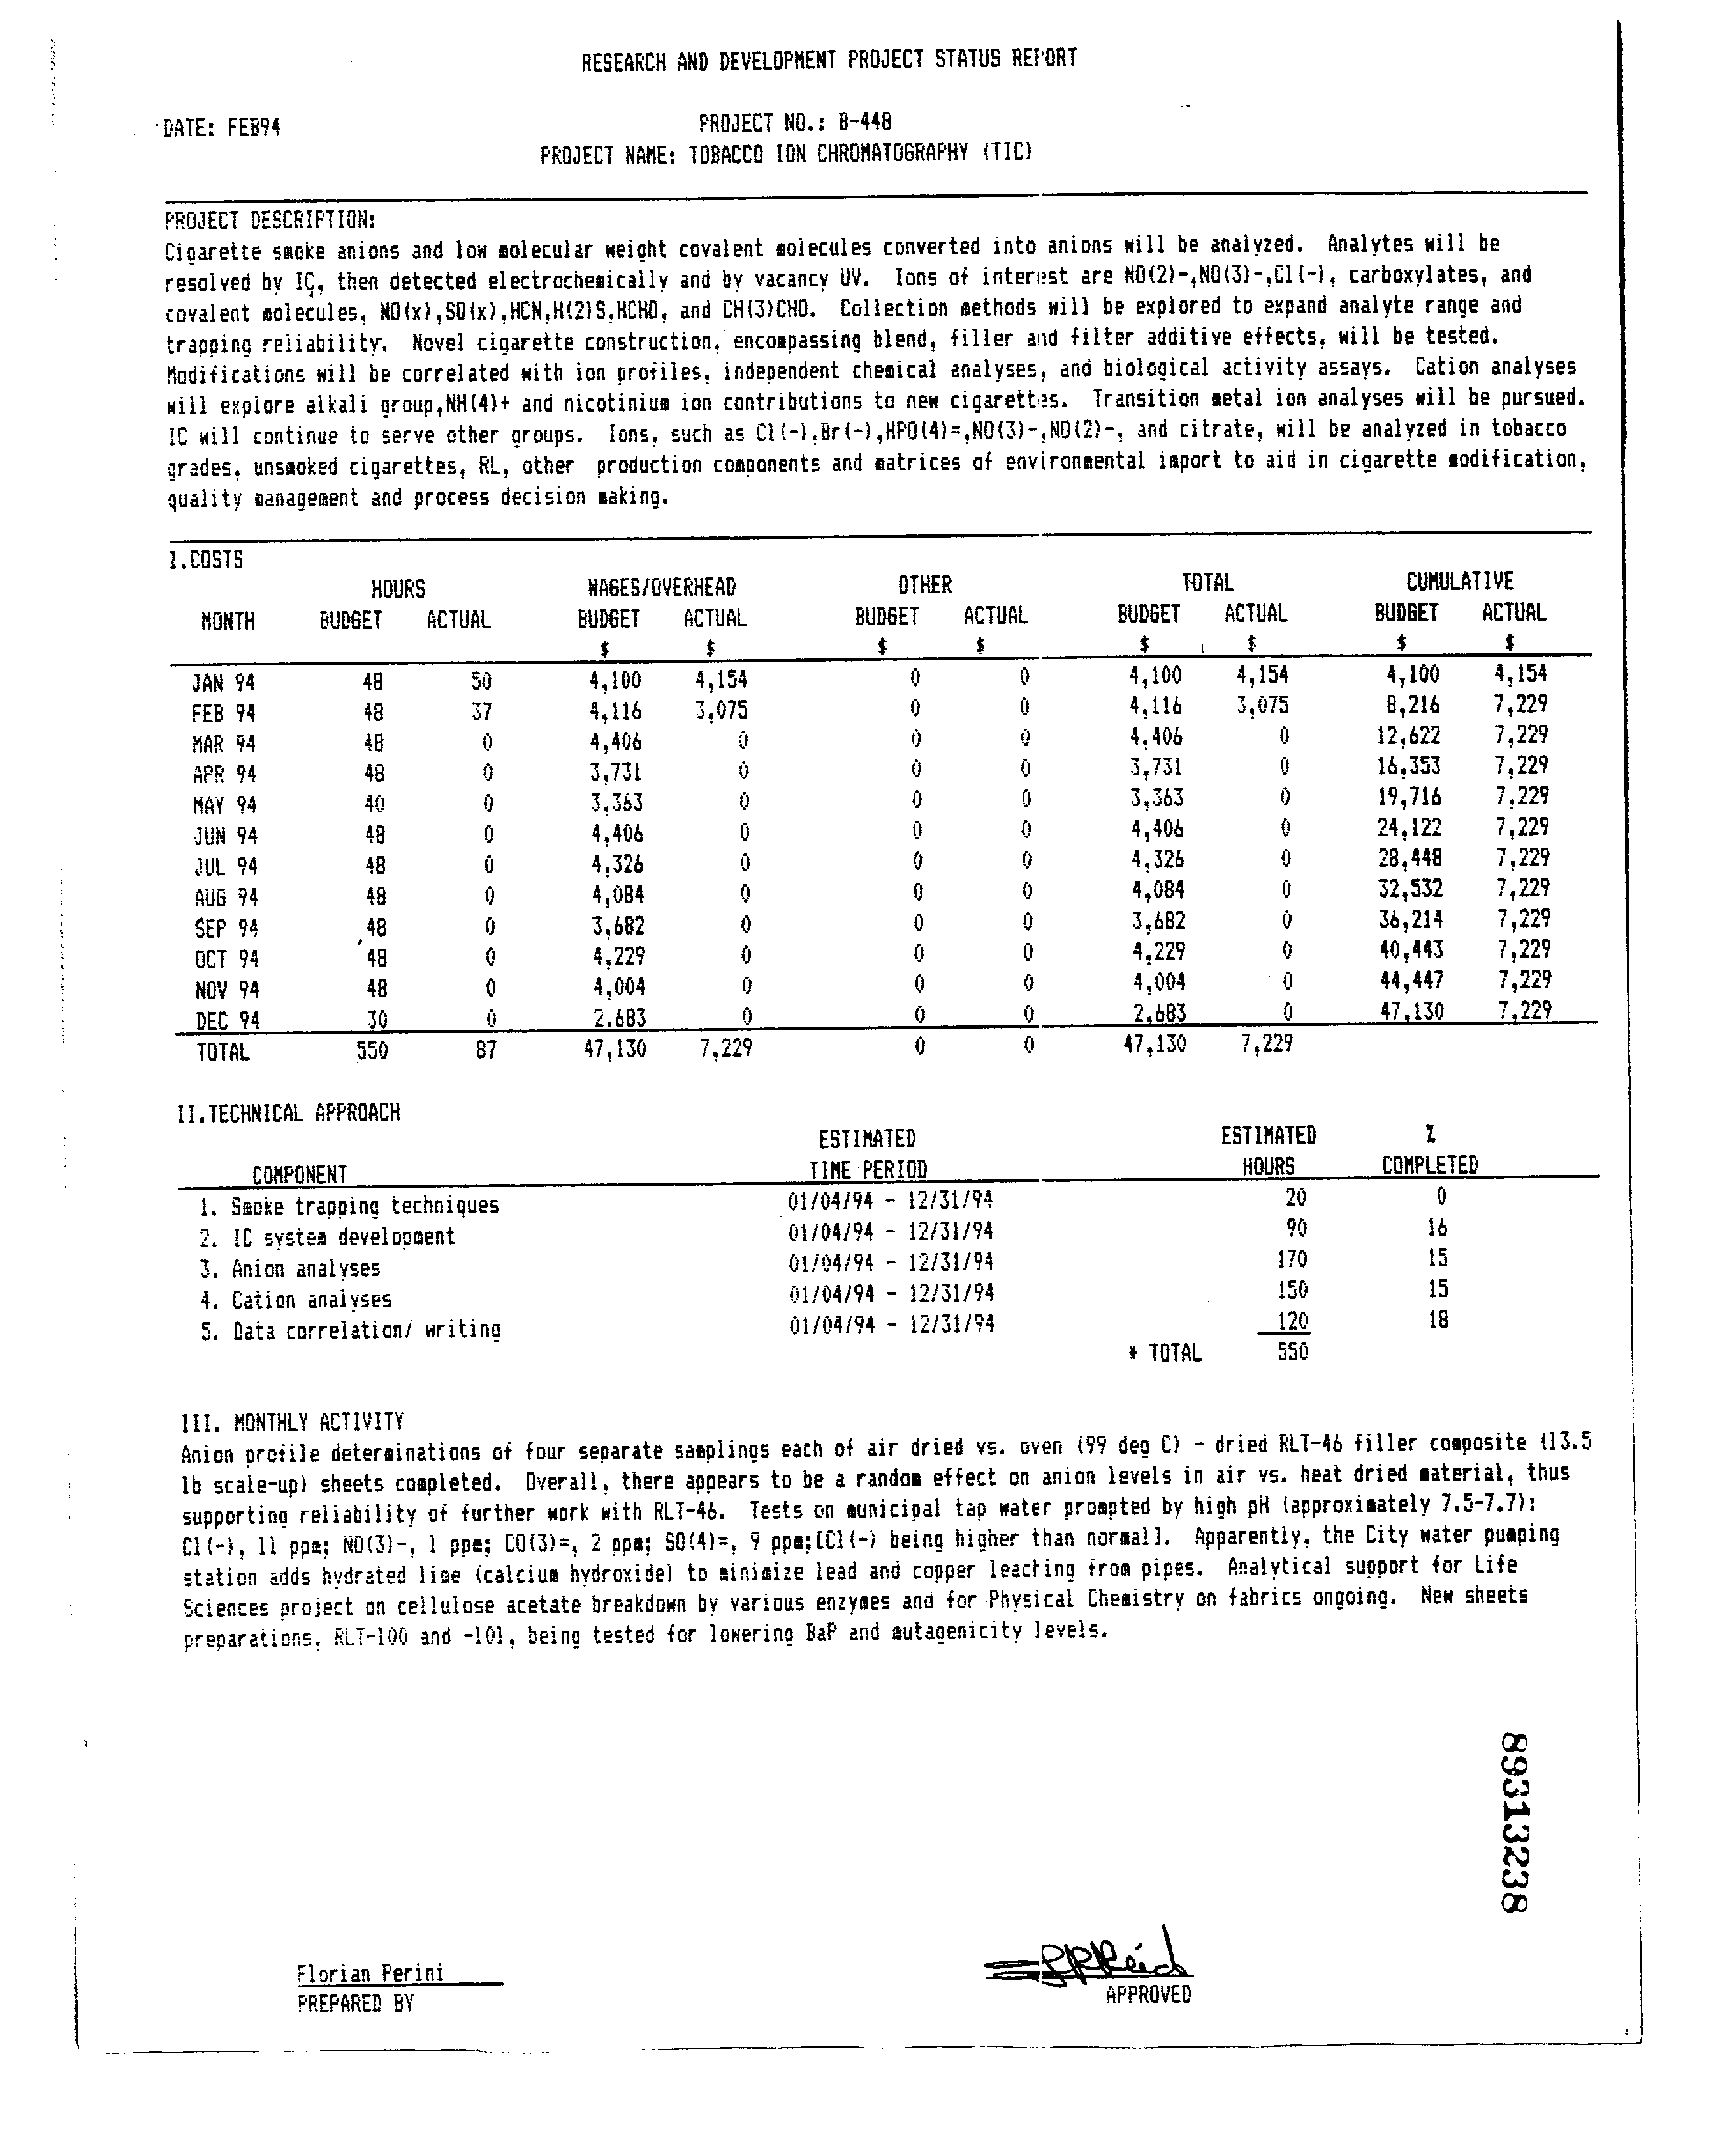 RESEARCH AND DEVELOPMENT PROJECT STATUS REPORT
DATE: FEB94 PROJECT NO.: B-448
PROJECT NAME: TOBACCO ION CHROMATOGRAPHY (TIC)
PROJECT DESCRIPTION:
Cigarette smoke anions and low molecular weight covalent molecules converted into anions will be analyzed. Analytes will be
resolved by IC, then detected electrochemically and by vacancy UV. Ions of interest are NO(2)-,NO(3)-,Cl(-), carboxylates, and
covalent molecules, NO(x),SO(x),HCN,H(2)S,HCHO, and CH(3)CHO. Collection methods will be explored to expand analyte range and
trapping reliability. Novel cigarette construction, encompassing blend, filler and filter additive effects, will be tested.
Modifications will be correlated with ion profiles, independent chemical analyses, and biological activity assays. Cation analyses
will explore alkali group,NH(4)+ and nicotinium ion contributions to new cigarettes. Transition metal ion analyses will be pursued.
IC will continue to serve other groups. Ions, such as Cl(-),Br(-),HPO(4)=,NO(3)-,NO(2)-, and citrate, will be analyzed in tobacco
grades, unsmoked cigarettes, RL, other production components and matrices of environmental import to aid in cigarette modification,
quality management and process decision making.
I.COSTS
HOURS WAGES/OVERHEAD OTHER TOTAL CUMULATIVE
MONTH BUDGET ACTUAL BUDGET ACTUAL BUDGET ACTUAL BUDGET ACTUAL BUDGET ACTUAL
$ $ $ $ $ $ $ $
JAN 94 48 50 4,100 4,154 0 0 4,100 4,154 4,100 4,154
FEB 94 48 37 4,116 3,075 0 0 4,116 3,075 8,216 7,229
MAR 94 48 0 4,406 0 0 0 4,406 0 12,622 7,229
APR 94 48 0 3,731 0 0 0 3,731 0 16,353 7,229
MAY 94 40 0 3,363 0 0 0 3,363 0 19,716 7,229
JUN 94 48 0 4,406 0 0 0 4,406 0 24,122 7,229
JUL 94 48 0 4,326 0 0 0 4,326 0 28,448 7,229
AUG 94 48 0 4,084 0 0 0 4,084 0 32,532 7,229
SEP 94 48 0 3,682 0 0 0 3,682 0 36,214 7,229
OCT 94 48 0 4,229 0 0 0 4,229 0 40,443 7,229
NOV 94 48 0 4,004 0 0 0 4,004 0 44,447 7,229
DEC 94 30 0 2,683 0 0 0 2,683 0 47,130 7,229
TOTAL 550 87 47,130 7,229 0 0 47,130 7,229
II.TECHNICAL APPROACH
ESTIMATED ESTIMATED %
COMPONENT TIME PERIOD HOURS COMPLETED
1. Smoke trapping techniques 01/04/94 - 12/31/94 20 0
2. IC system development 01/04/94 - 12/31/94 90 16
3. Anion analyses 01/04/94 - 12/31/94 170 15
4. Cation analyses 01/04/94 - 12/31/94 150 15
5. Data correlation/ writing 01/04/94 - 12/31/94 120 18
* TOTAL 550
III. MONTHLY ACTIVITY
Anion profile determinations of four separate samplings each of air dried vs. oven (99 deg C) - dried RLT-46 filler composite (13.5
lb scale-up) sheets completed. Overall, there appears to be a random effect on anion levels in air vs. heat dried material, thus
supporting reliability of further work with RLT-46. Tests on municipal tap water prompted by high pH (approximately 7.5-7.7):
Cl(-), 11 ppm; NO(3)-, 1 ppm; CO(3)=, 2 ppm; SO(4)=, 9 ppm;[Cl(-) being higher than normal]. Apparently, the City water pumping
station adds hydrated lime (calcium hydroxide) to minimize lead and copper leaching from pipes. Analytical support for Life
Sciences project on cellulose acetate breakdown by various enzymes and for Physical Chemistry on fabrics ongoing. New sheets
preparations, RLT-100 and -101, being tested for lowering BaP and mutagenicity levels.
89313238
Florian Perini
PREPARED BY APPROVED